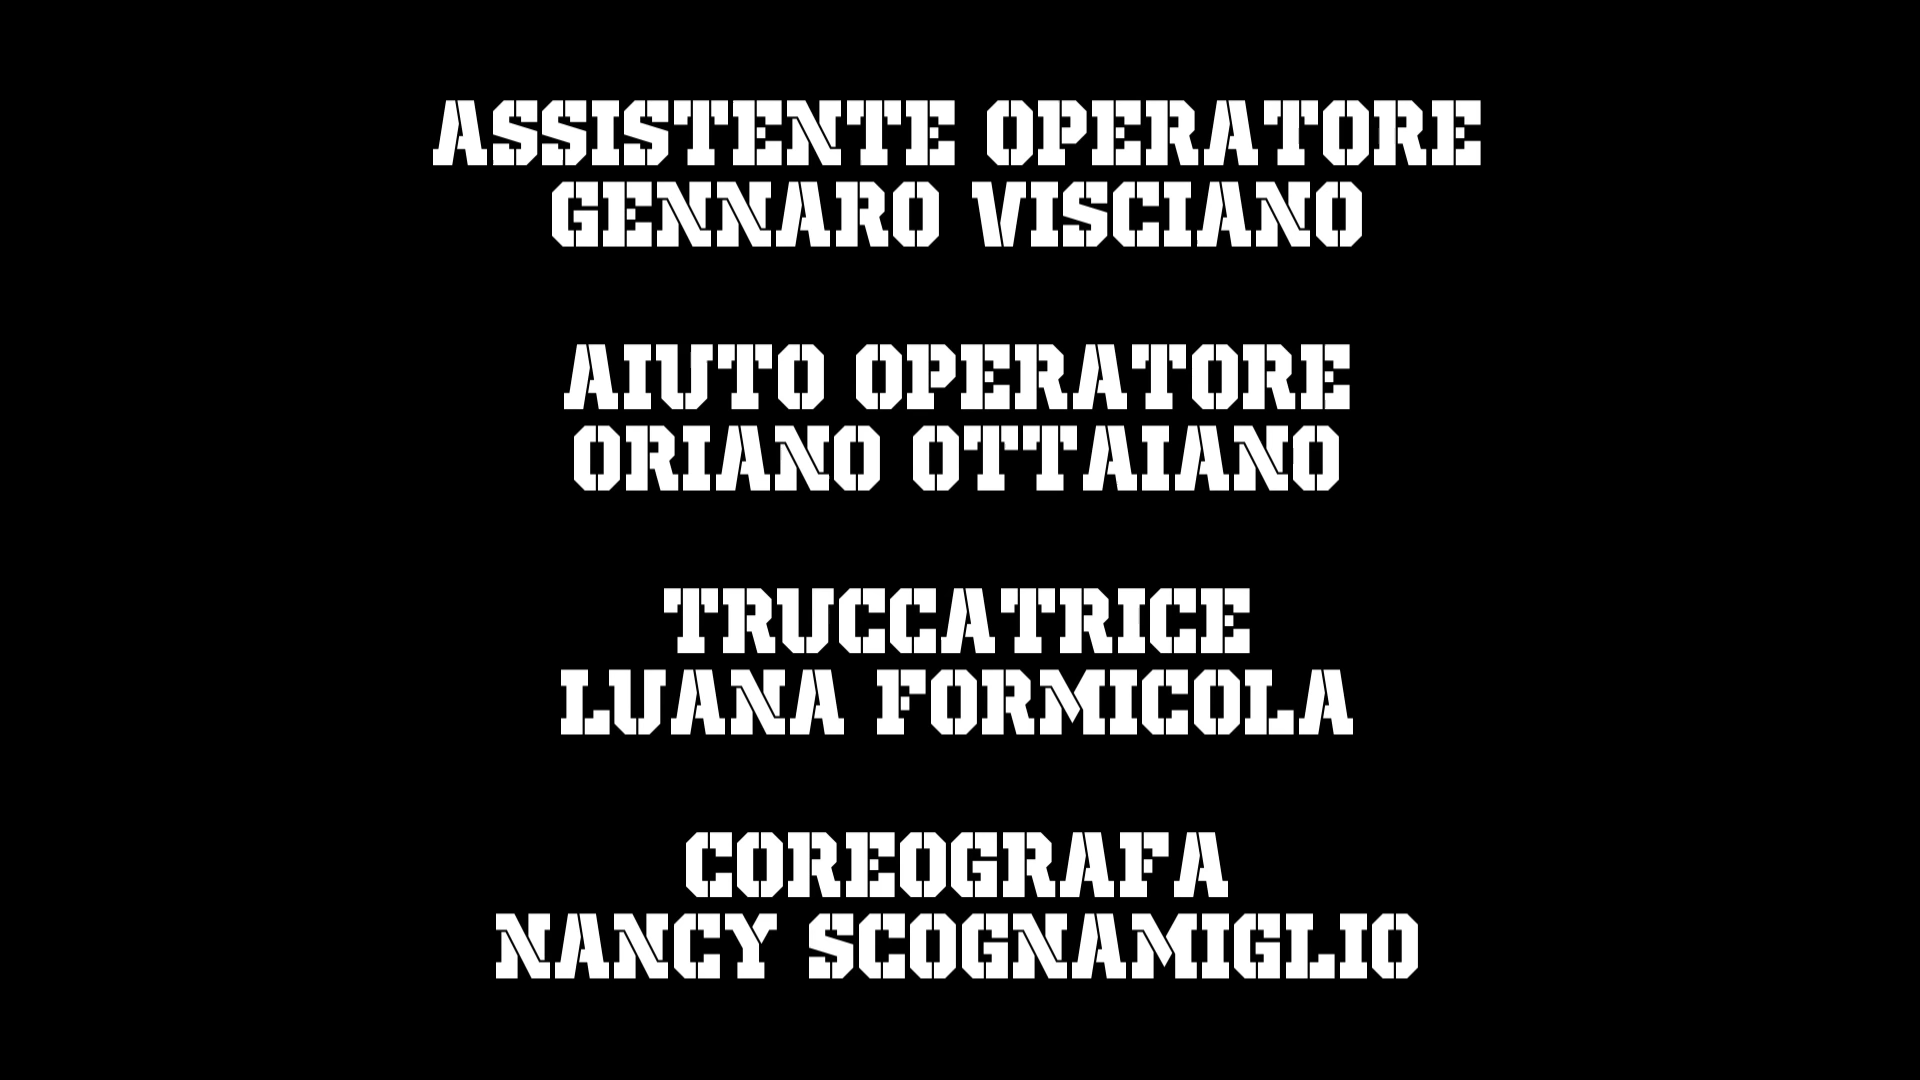 ASSISTENTE OPERATORE
GENNARO VISCIANO
AIUTO OPERATORE
ORIANO OTTAIANO
TRUCCATRICE
LUANA FORMICOLA
COREOGRAFA
NANCY SCOGNAMIGLIO